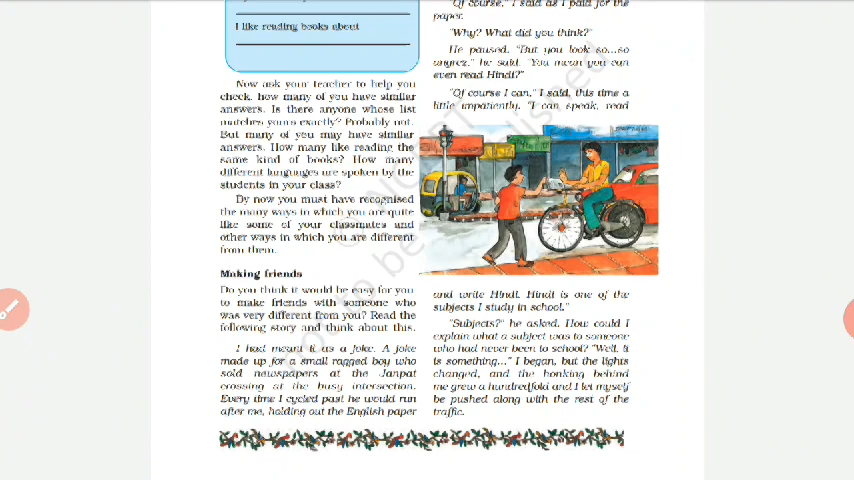 I like reading books about
Now ask your teacher to help you
check, how many of you have similar
answers. Is there anyone whose list
matches yours exactly? Probably not.
But many of you may have similar
answers. How many like reading the
same kind of books? How many
different languages are spoken by the
students in your class?
By now you must have recognised
the many ways in which you are quite
like some of your classmates and
other ways in which you are different
from them.
Making friends
Do you think it would be easy for you
to make friends with someone who
was very different from you? Read the
following story and think about this.
I had meant it as a joke. A joke
made up for a small ragged boy who
sold newspapers at the Janpat
crossing at the busy intersection.
Every time I cycled past he would run
after me, holding out the English paper
"Of course," I said as I paid for the
paper.
"Why? What did you think?"
He paused. "But you look so...so
angrez," he said. "You mean you can
even read Hindi?"
"Of course I can," I said, this time a
little impatiently. "I can, speak, read
and write Hindi. Hindi is one of the
subjects I study in school."
"Subjects?" he asked. How could I
explain what a subject was to someone
who had never been to school? "Well, it
is something..." I began, but the lights
changed, and the honking behind
me grew a hundredfold and I let myself
be pushed along with the rest of the
traffic.